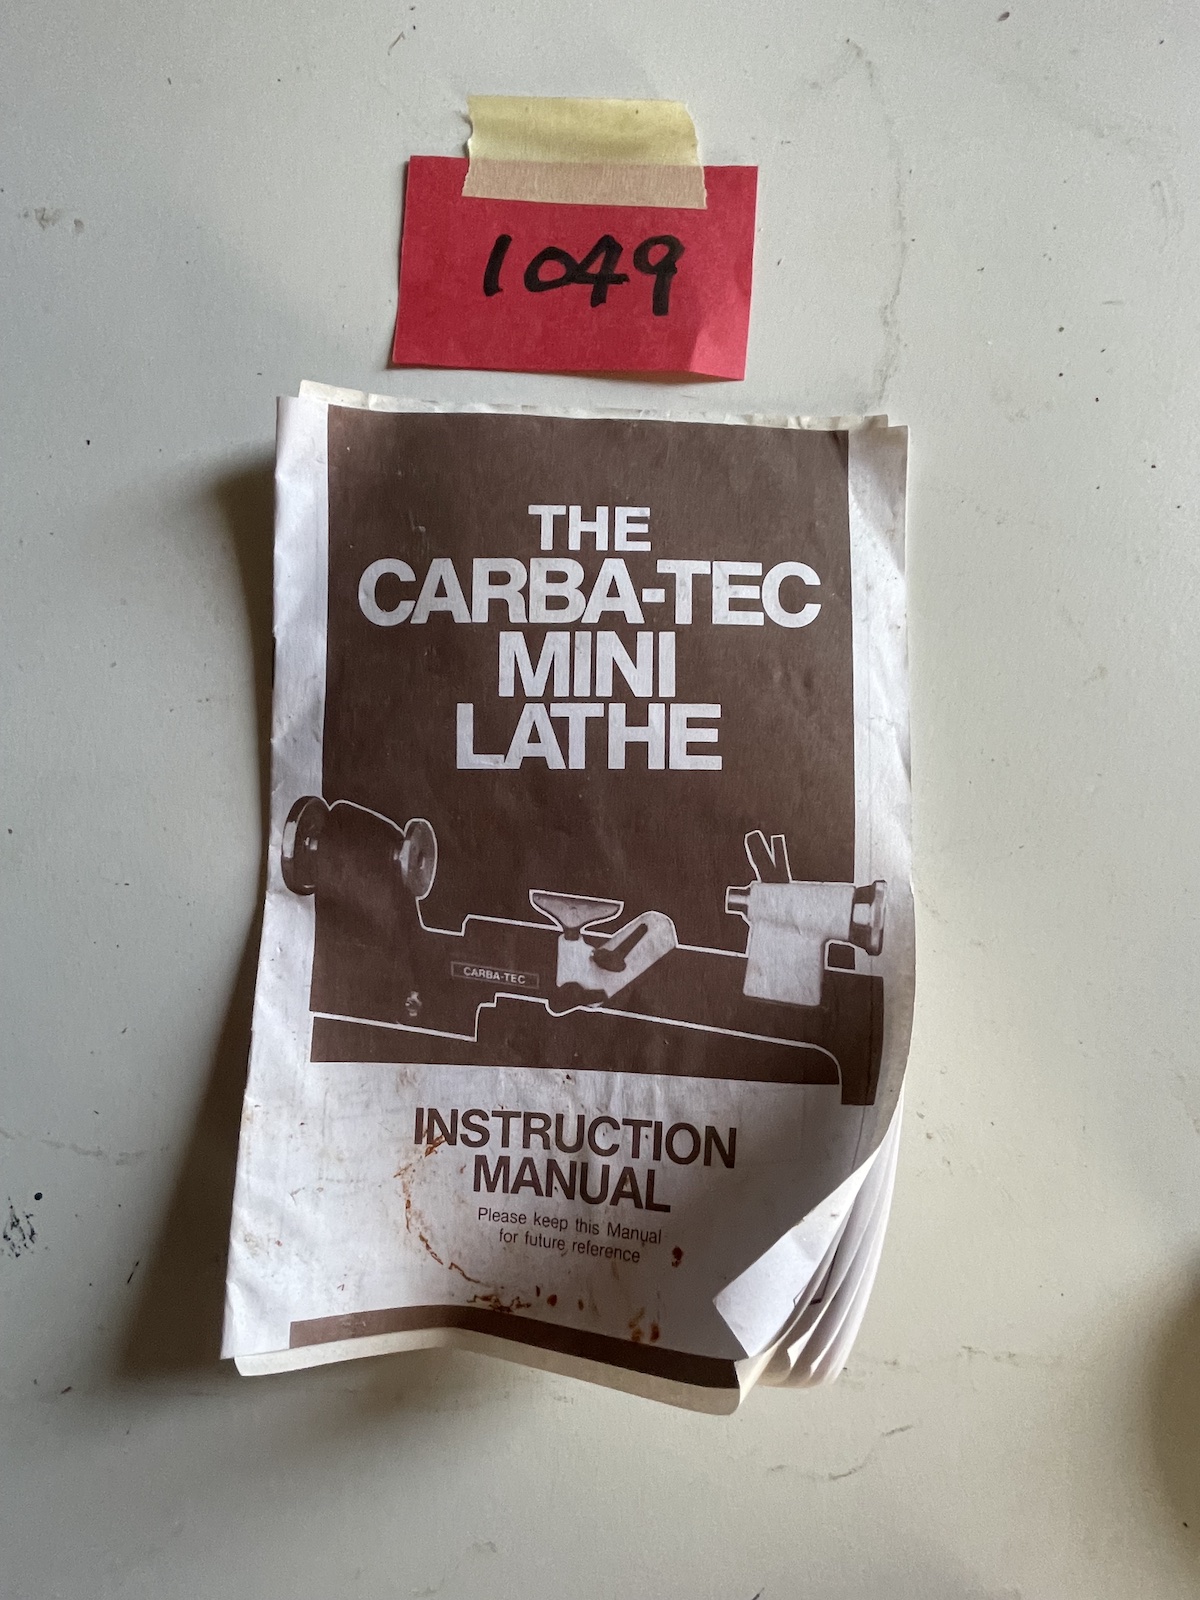 1049
THE
CARBA-TEC
MINI
LATHE
CARBA-TEC
INSTRUCTION
MANUAL
Please keep this Manual
for future reference